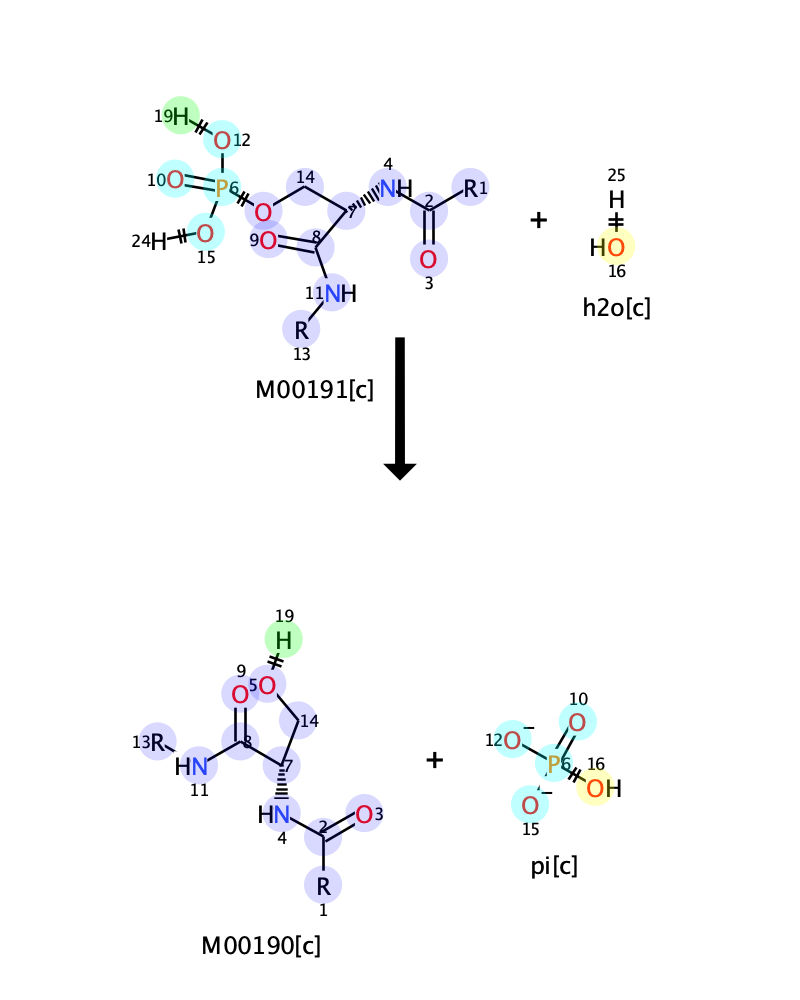 19H
O12
10O
P6
24H
O
15
O
14
7
4
NH
2
R1
O
3
9O
8
11NH
R
13
M00191[c]
+
25
H
HO
16
h2o[c]
19
H
9
O
5O
14
13R
8
7
HN
11
HN
4
2
O3
R
1
M00190[c]
+
10
O
12O−
P6
16
OH
O−
15
pi[c]